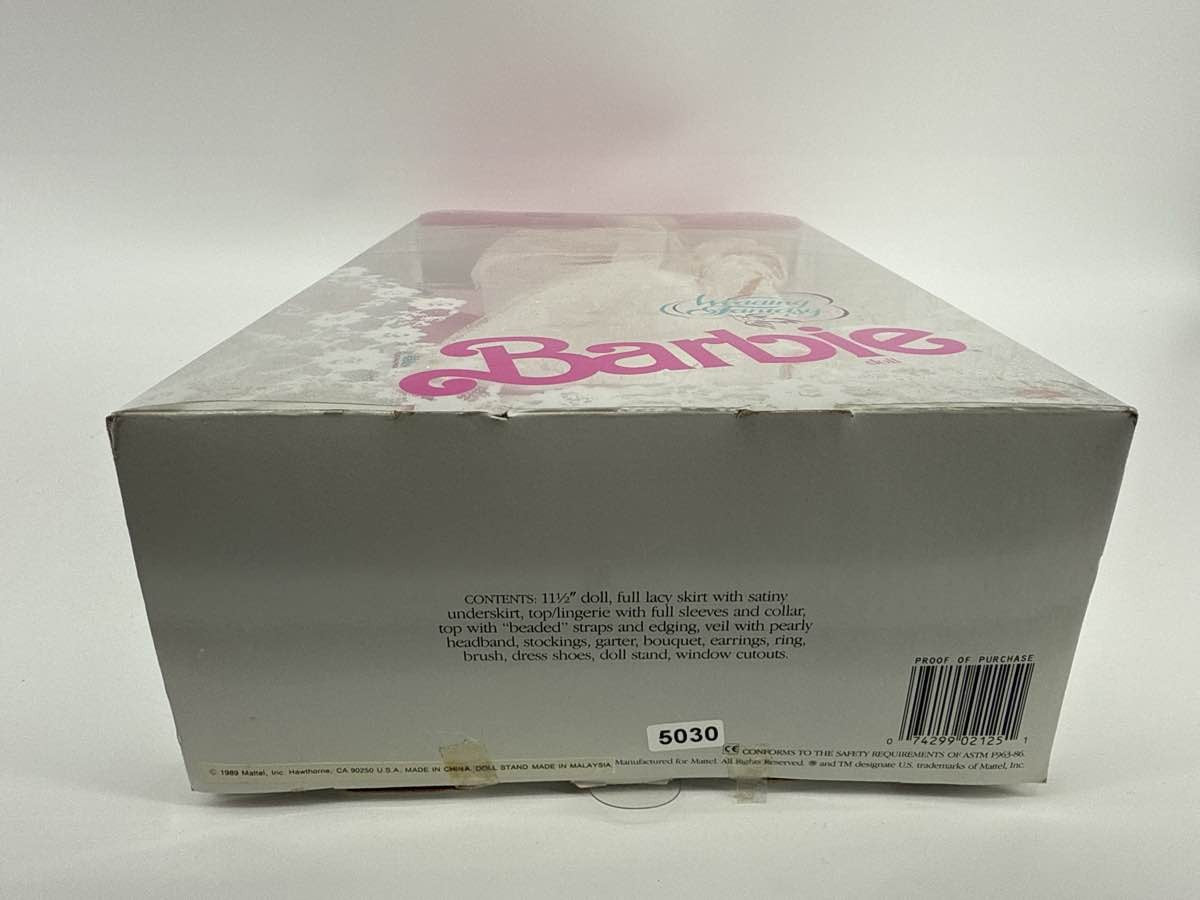 Wedding
Fantasy
Barbie
doll
CONTENTS: 11½" doll, full lacy skirt with satiny
underskirt, top/lingerie with full sleeves and collar,
top with "beaded" straps and edging, veil with pearly
headband, stockings, garter, bouquet, earrings, ring,
brush, dress shoes, doll stand, window cutouts.
PROOF OF PURCHASE
0 74299 02125 1
5030
CE CONFORMS TO THE SAFETY REQUIREMENTS OF ASTM F963-86.
© 1989 Mattel, Inc. Hawthorne, CA 90250 U.S.A. MADE IN CHINA. DOLL STAND MADE IN MALAYSIA. Manufactured for Mattel. All Rights Reserved. ® and TM designate U.S. trademarks of Mattel, Inc.